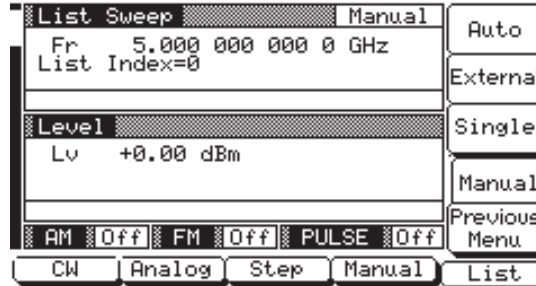 List Sweep Manual
Fr 5.000 000 000 0 GHz
List Index=0
Level
Lv +0.00 dBm
AM Off FM Off PULSE Off
CW Analog Step Manual List
Auto
Externa
Single
Manual
Previous
Menu